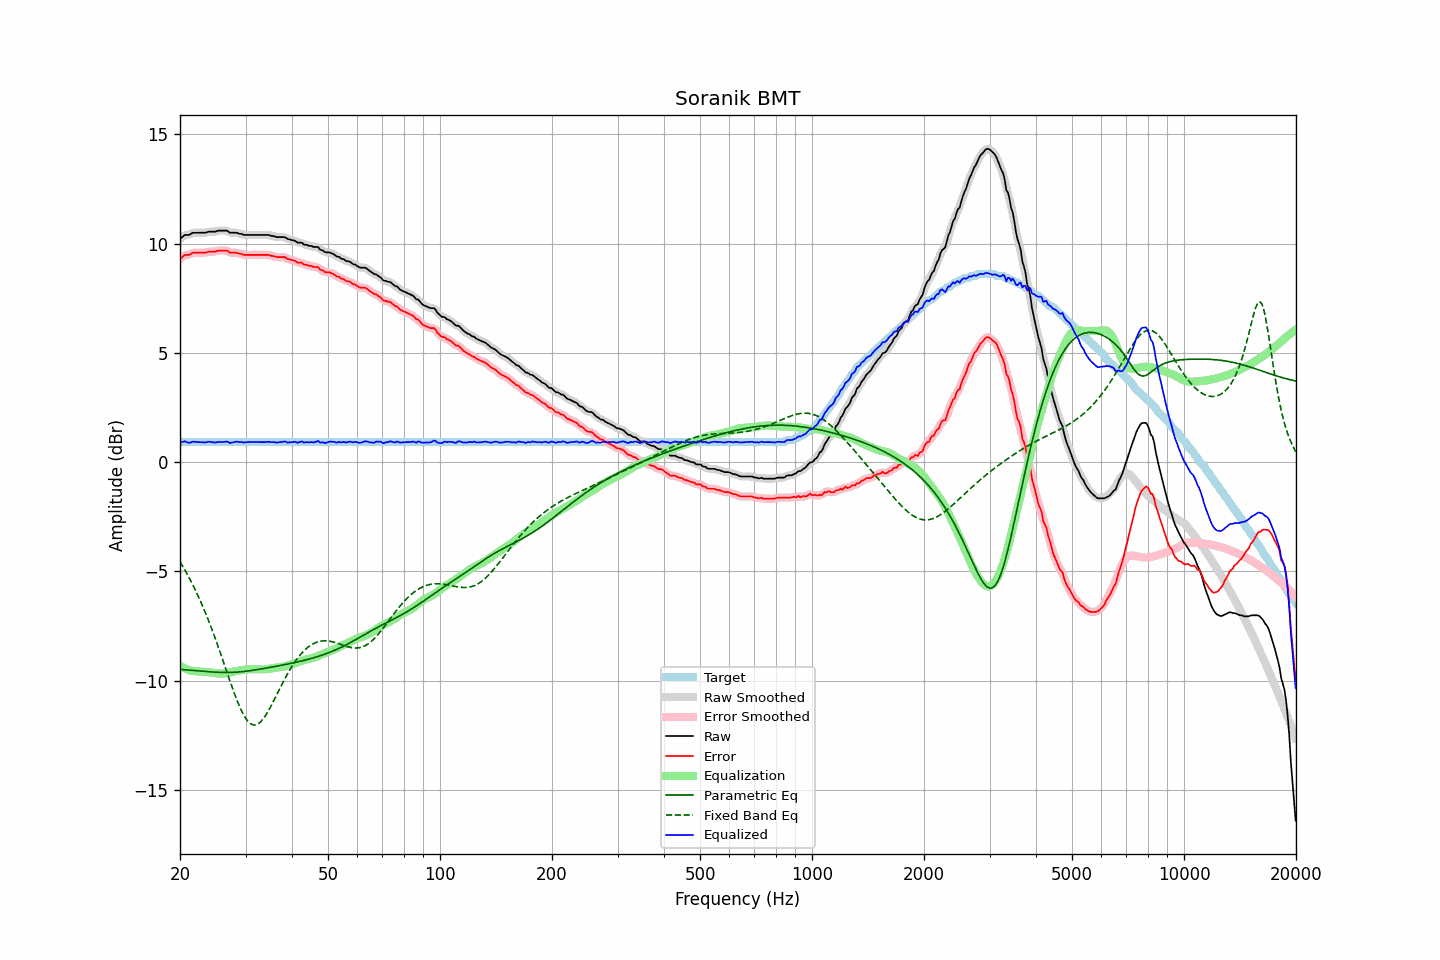 Soranik BMT
15
10
5
0
−5
−10
−15
Amplitude (dBr)
Target
Raw Smoothed
Error Smoothed
Raw
Error
Equalization
Parametric Eq
Fixed Band Eq
Equalized
20 50 100 200 500 1000 2000 5000 10000 20000
Frequency (Hz)